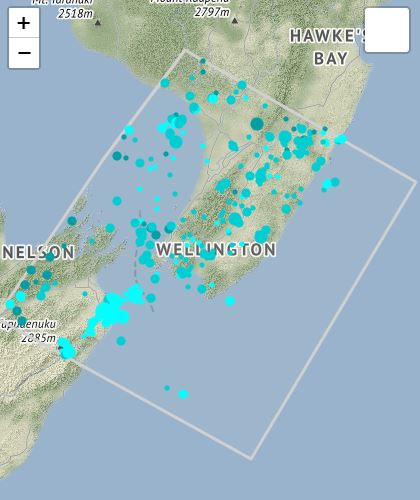 +
Mt. Taranaki
2518m
Mount Ruapehu
2797m
HAWKE'S
BAY
−
NELSON
WELLINGTON
2885m